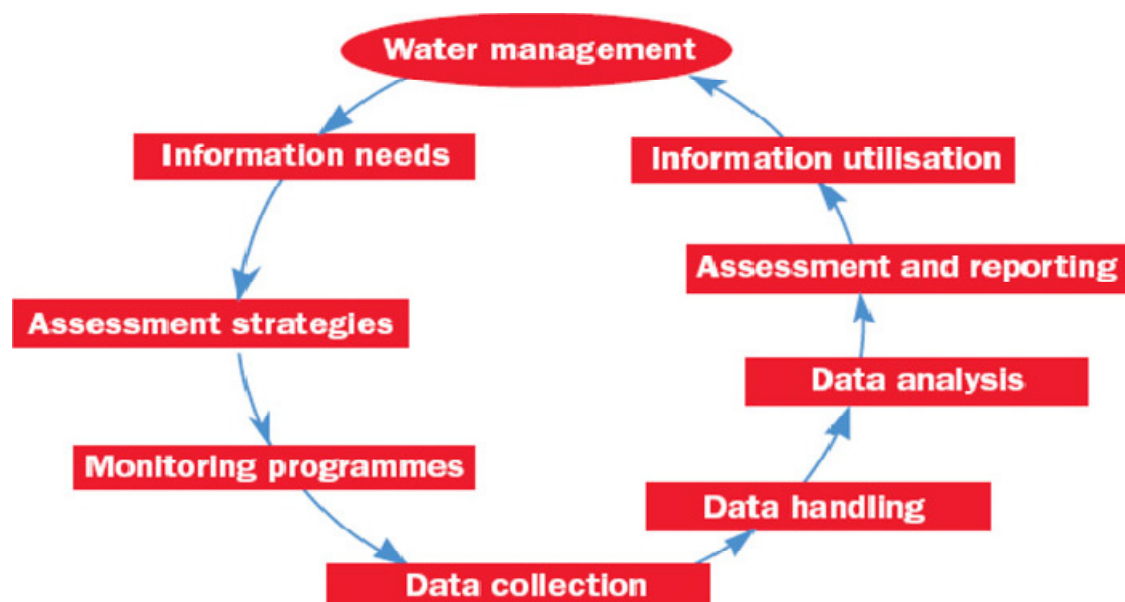 Water management
Information needs
Information utilisation
Assessment and reporting
Assessment strategies
Data analysis
Monitoring programmes
Data handling
Data collection